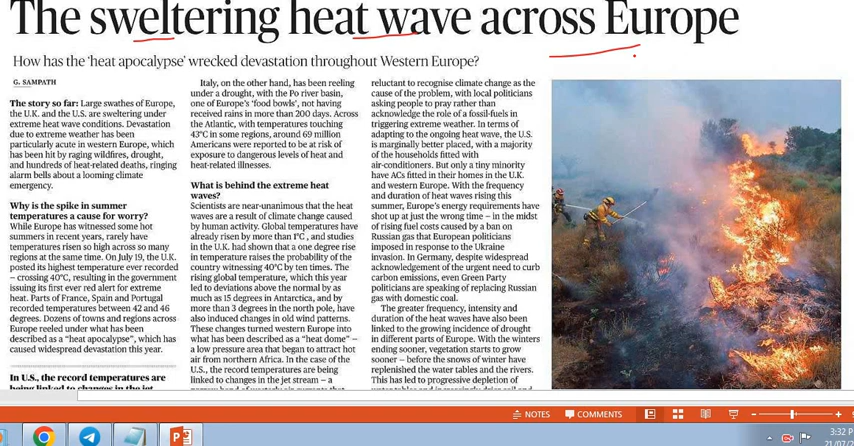 The sweltering heat wave across Europe
How has the ‘heat apocalypse’ wrecked devastation throughout Western Europe?
G. SAMPATH
The story so far: Large swathes of Europe,
the U.K. and the U.S. are sweltering under
extreme heat wave conditions. Devastation
due to extreme weather has been
particularly acute in western Europe, which
has been hit by raging wildfires, drought,
and hundreds of heat-related deaths, ringing
alarm bells about a looming climate
emergency.
Why is the spike in summer
temperatures a cause for worry?
While Europe has witnessed some hot
summers in recent years, rarely have
temperatures risen so high across so many
regions at the same time. On July 19, the U.K.
posted its highest temperature ever recorded
– crossing 40°C, resulting in the government
issuing its first ever red alert for extreme
heat. Parts of France, Spain and Portugal
recorded temperatures between 42 and 46
degrees. Dozens of towns and regions across
Europe reeled under what has been
described as a “heat apocalypse”, which has
caused widespread devastation this year.
In U.S., the record temperatures are
being linked to changes in the jet
Italy, on the other hand, has been reeling
under a drought, with the Po river basin,
one of Europe’s ‘food bowls’, not having
received rains in more than 200 days. Across
the Atlantic, with temperatures touching
43°C in some regions, around 69 million
Americans were reported to be at risk of
exposure to dangerous levels of heat and
heat-related illnesses.
What is behind the extreme heat
waves?
Scientists are near-unanimous that the heat
waves are a result of climate change caused
by human activity. Global temperatures have
already risen by more than 1°C , and studies
in the U.K. had shown that a one degree rise
in temperature raises the probability of the
country witnessing 40°C by ten times. The
rising global temperature, which this year
led to deviations above the normal by as
much as 15 degrees in Antarctica, and by
more than 3 degrees in the north pole, have
also induced changes in old wind patterns.
These changes turned western Europe into
what has been described as a “heat dome” –
a low pressure area that began to attract hot
air from northern Africa. In the case of the
U.S., the record temperatures are being
linked to changes in the jet stream – a
narrow band of westerly air currents that
reluctant to recognise climate change as the
cause of the problem, with local politicians
asking people to pray rather than
acknowledge the role of a fossil-fuels in
triggering extreme weather. In terms of
adapting to the ongoing heat wave, the U.S.
is marginally better placed, with a majority
of the households fitted with
air-conditioners. But only a tiny minority
have ACs fitted in their homes in the U.K.
and western Europe. With the frequency
and duration of heat waves rising this
summer, Europe’s energy requirements have
shot up at just the wrong time – in the midst
of rising fuel costs caused by a ban on
Russian gas that European politicians
imposed in response to the Ukraine
invasion. In Germany, despite widespread
acknowledgement of the urgent need to curb
carbon emissions, even Green Party
politicians are speaking of replacing Russian
gas with domestic coal.
The greater frequency, intensity and
duration of the heat waves have also been
linked to the growing incidence of drought
in different parts of Europe. With the winters
ending sooner, vegetation starts to grow
sooner – before the snows of winter have
replenished the water tables and the rivers.
This has led to progressive depletion of
NOTES COMMENTS
3:32 P
21/07/2